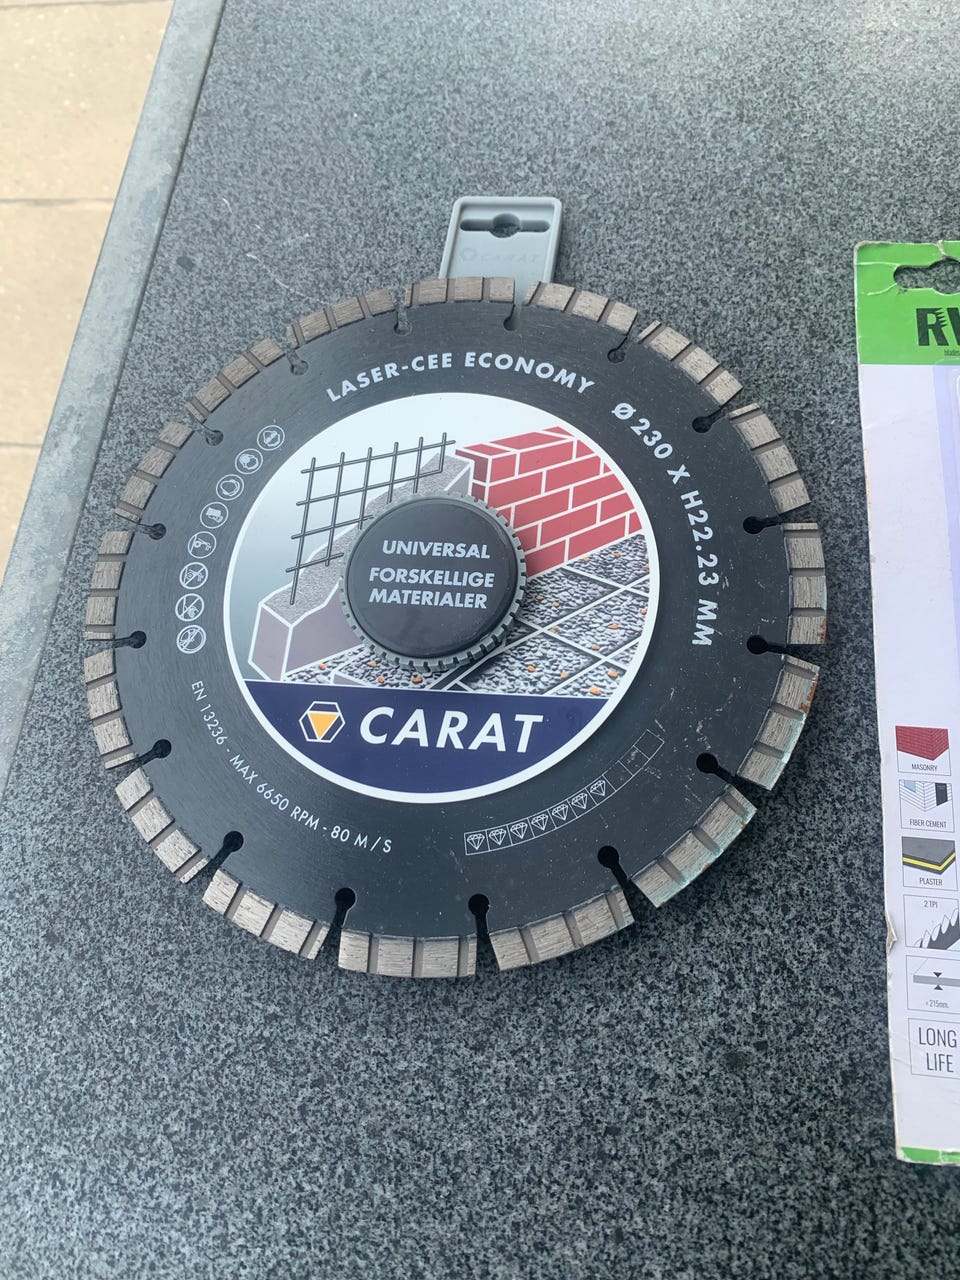 CARAT
LASER-CEE ECONOMY
Ø230 X H22.23 MM
UNIVERSAL
FORSKELLIGE
MATERIALER
CARAT
EN 13236 - MAX 6650 RPM - 80 M/S
MASONRY
FIBER CEMENT
PLASTER
2 TPI
LONG
LIFE